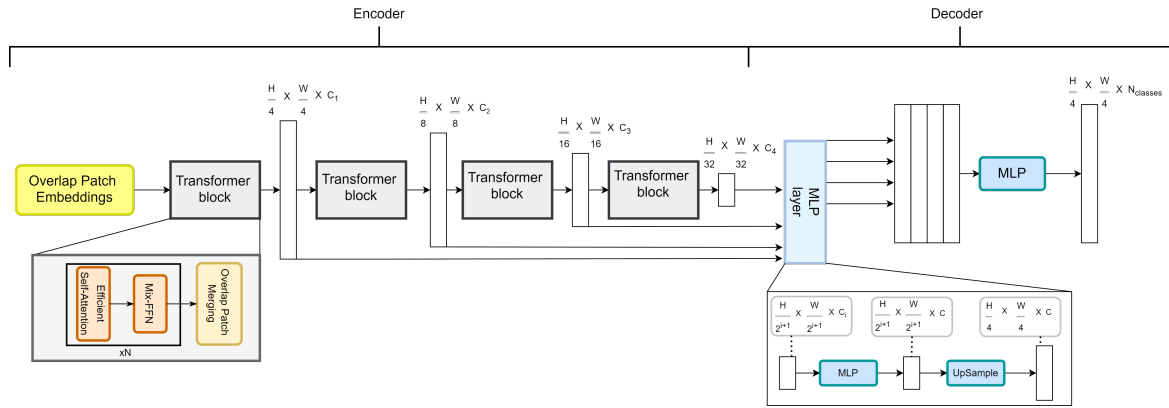 Encoder
Decoder
H/4 X W/4 X C₁
H/8 X W/8 X C₂
H/16 X W/16 X C₃
H/32 X W/32 X C₄
H/4 X W/4 X N_classes
Overlap Patch
Embeddings
Transformer
block
Transformer
block
Transformer
block
Transformer
block
MLP
layer
MLP
Efficient
Self-Attention
Mix-FFN
Overlap Patch
Merging
xN
H/2^{i+1} X W/2^{i+1} X C_i
H/2^{i+1} X W/2^{i+1} X C
H/4 X W/4 X C
MLP
UpSample